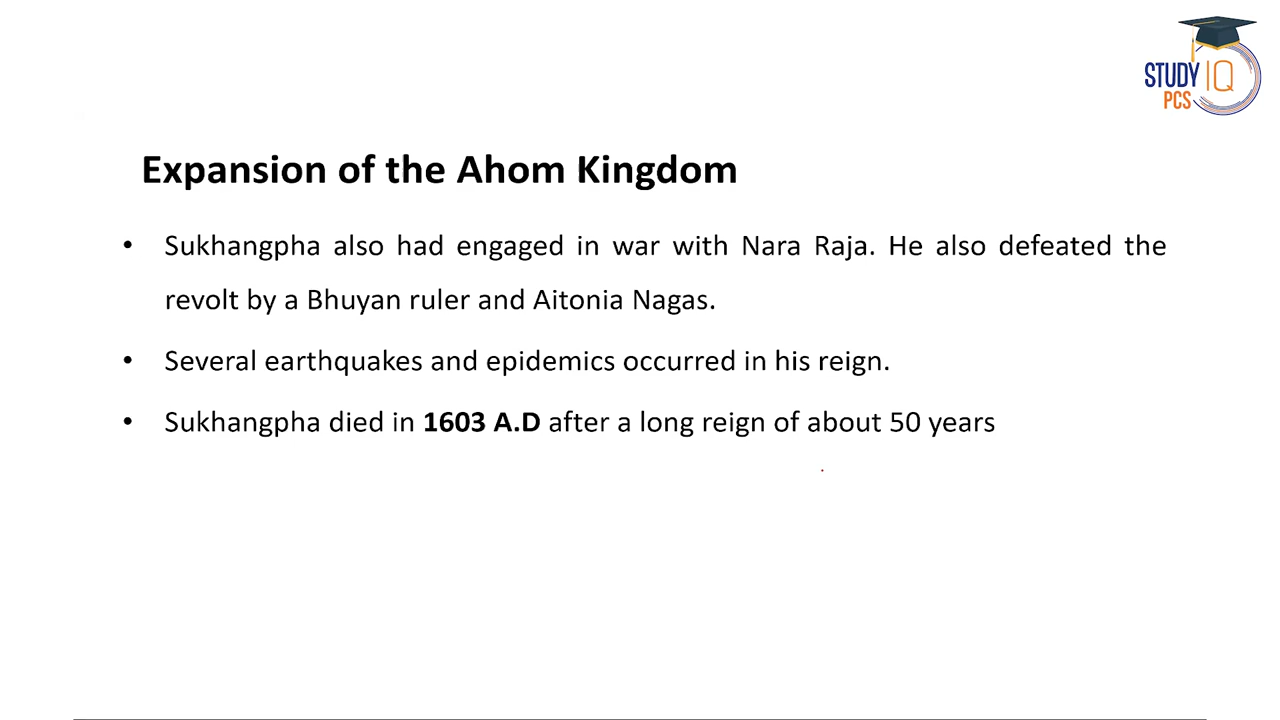 STUDY IQ
PCS
Expansion of the Ahom Kingdom
• Sukhangpha also had engaged in war with Nara Raja. He also defeated the
revolt by a Bhuyan ruler and Aitonia Nagas.
• Several earthquakes and epidemics occurred in his reign.
• Sukhangpha died in 1603 A.D after a long reign of about 50 years